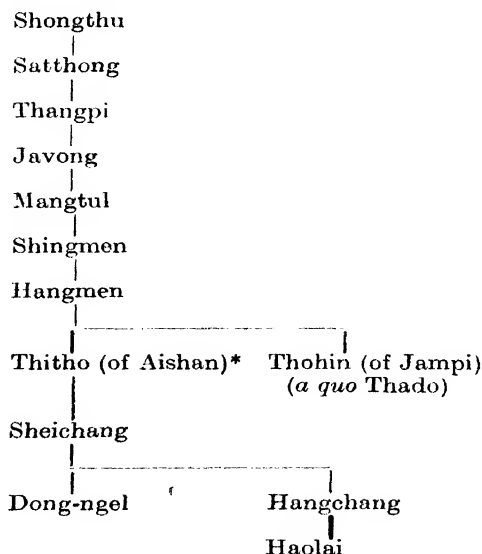 Shongthu
Satthong
Thangpi
Javong
Mangtul
Shingmen
Hangmen
Thitho (of Aishan)* Thohin (of Jampi)
(a quo Thado)
Sheichang
Dong-ngel Hangchang
Haolai